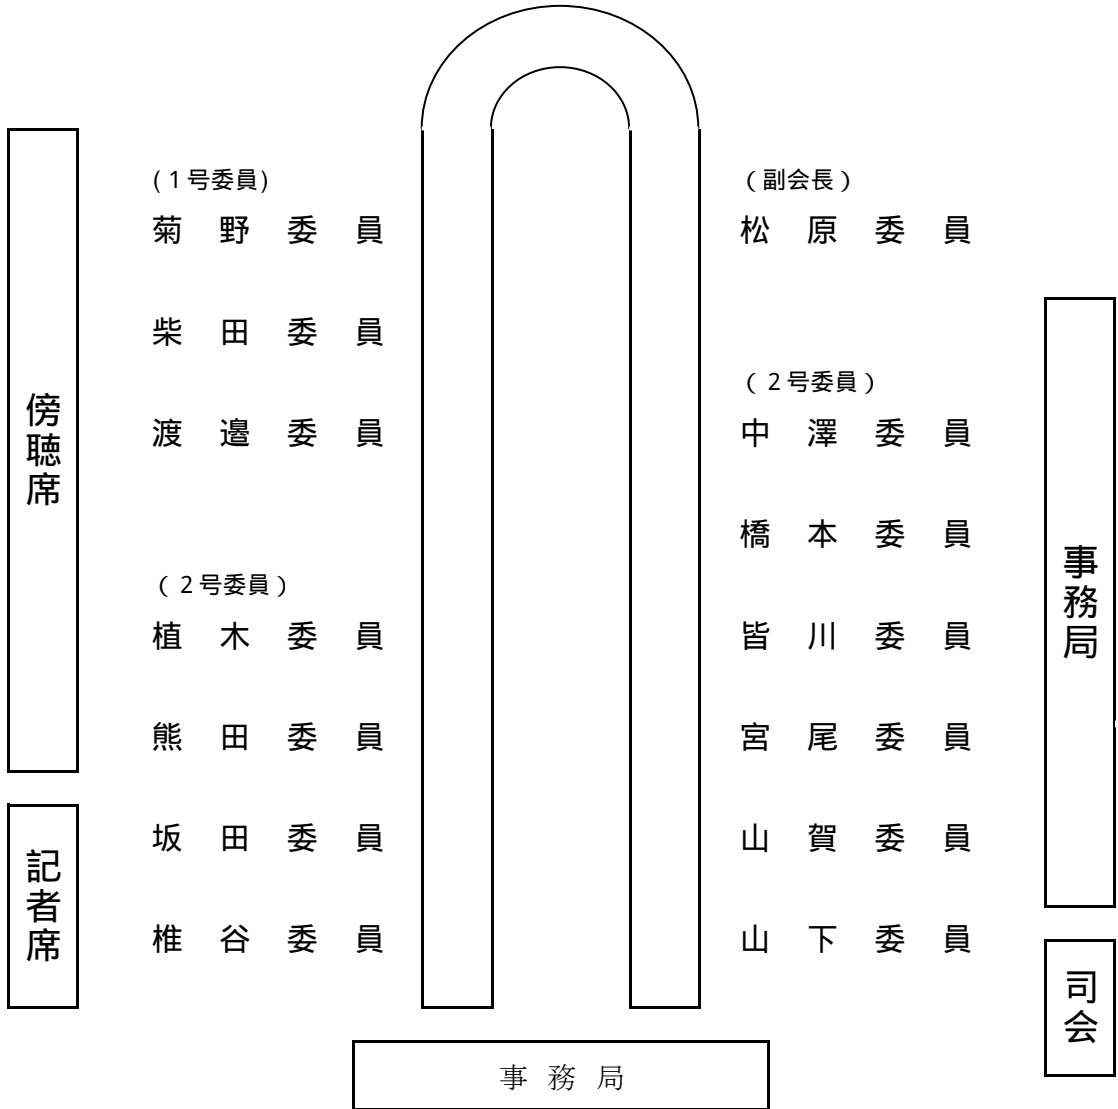 傍聴席
記者席
(1号委員)
菊野委員
柴田委員
渡邉委員
(2号委員)
植木委員
熊田委員
坂田委員
椎谷委員
(副会長)
松原委員
(2号委員)
中澤委員
橋本委員
皆川委員
宮尾委員
山賀委員
山下委員
事務局
司会
事務局